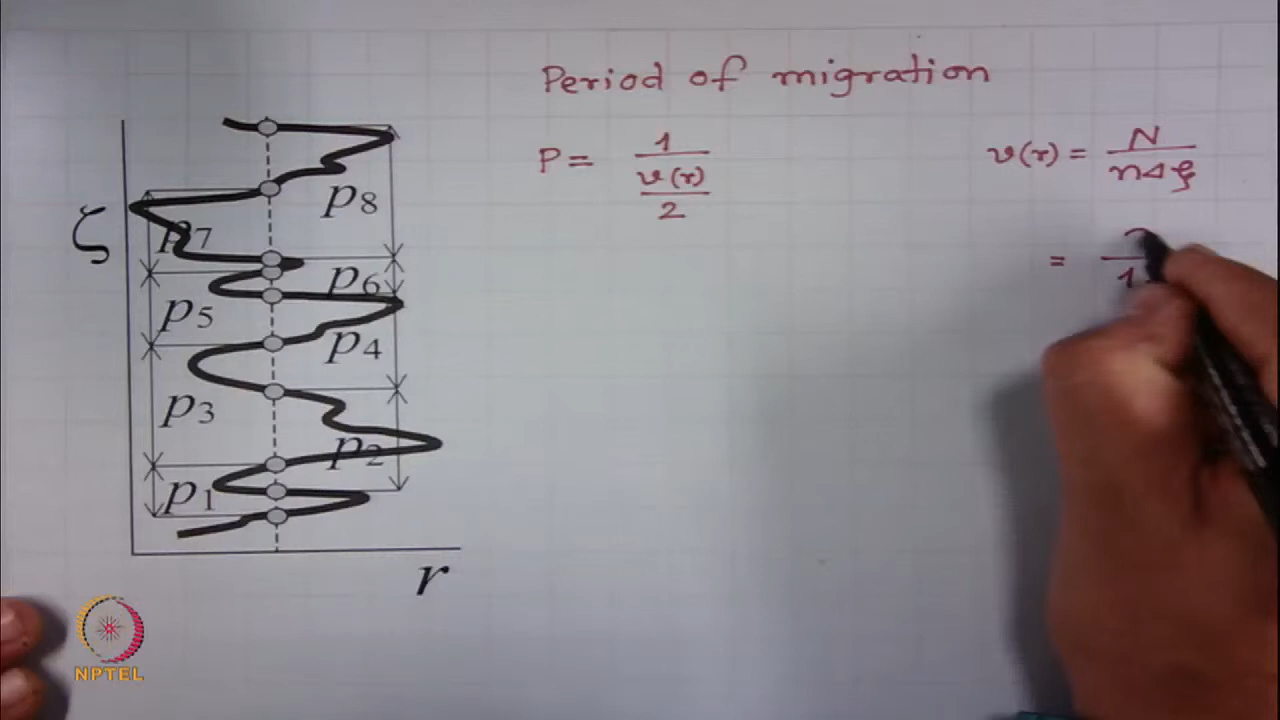 Period of migration
P = 1 / (ν(r) / 2)
ν(r) = N / nΔξ
=
ζ
p8
p7
p6
p5
p4
p3
p2
p1
r
NPTEL